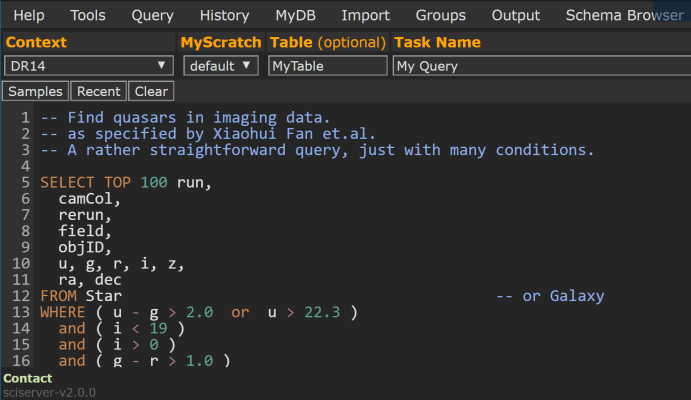 Help Tools Query History MyDB Import Groups Output Schema Browser
Context MyScratch Table (optional) Task Name
DR14 ▼ default ▼ MyTable My Query
Samples Recent Clear
1 -- Find quasars in imaging data.
2 -- as specified by Xiaohui Fan et.al.
3 -- A rather straightforward query, just with many conditions.
4
5 SELECT TOP 100 run,
6 camCol,
7 rerun,
8 field,
9 objID,
10 u, g, r, i, z,
11 ra, dec
12 FROM Star -- or Galaxy
13 WHERE ( u - g > 2.0 or u > 22.3 )
14 and ( i < 19 )
15 and ( i > 0 )
16 and ( g - r > 1.0 )
Contact
sciserver-v2.0.0